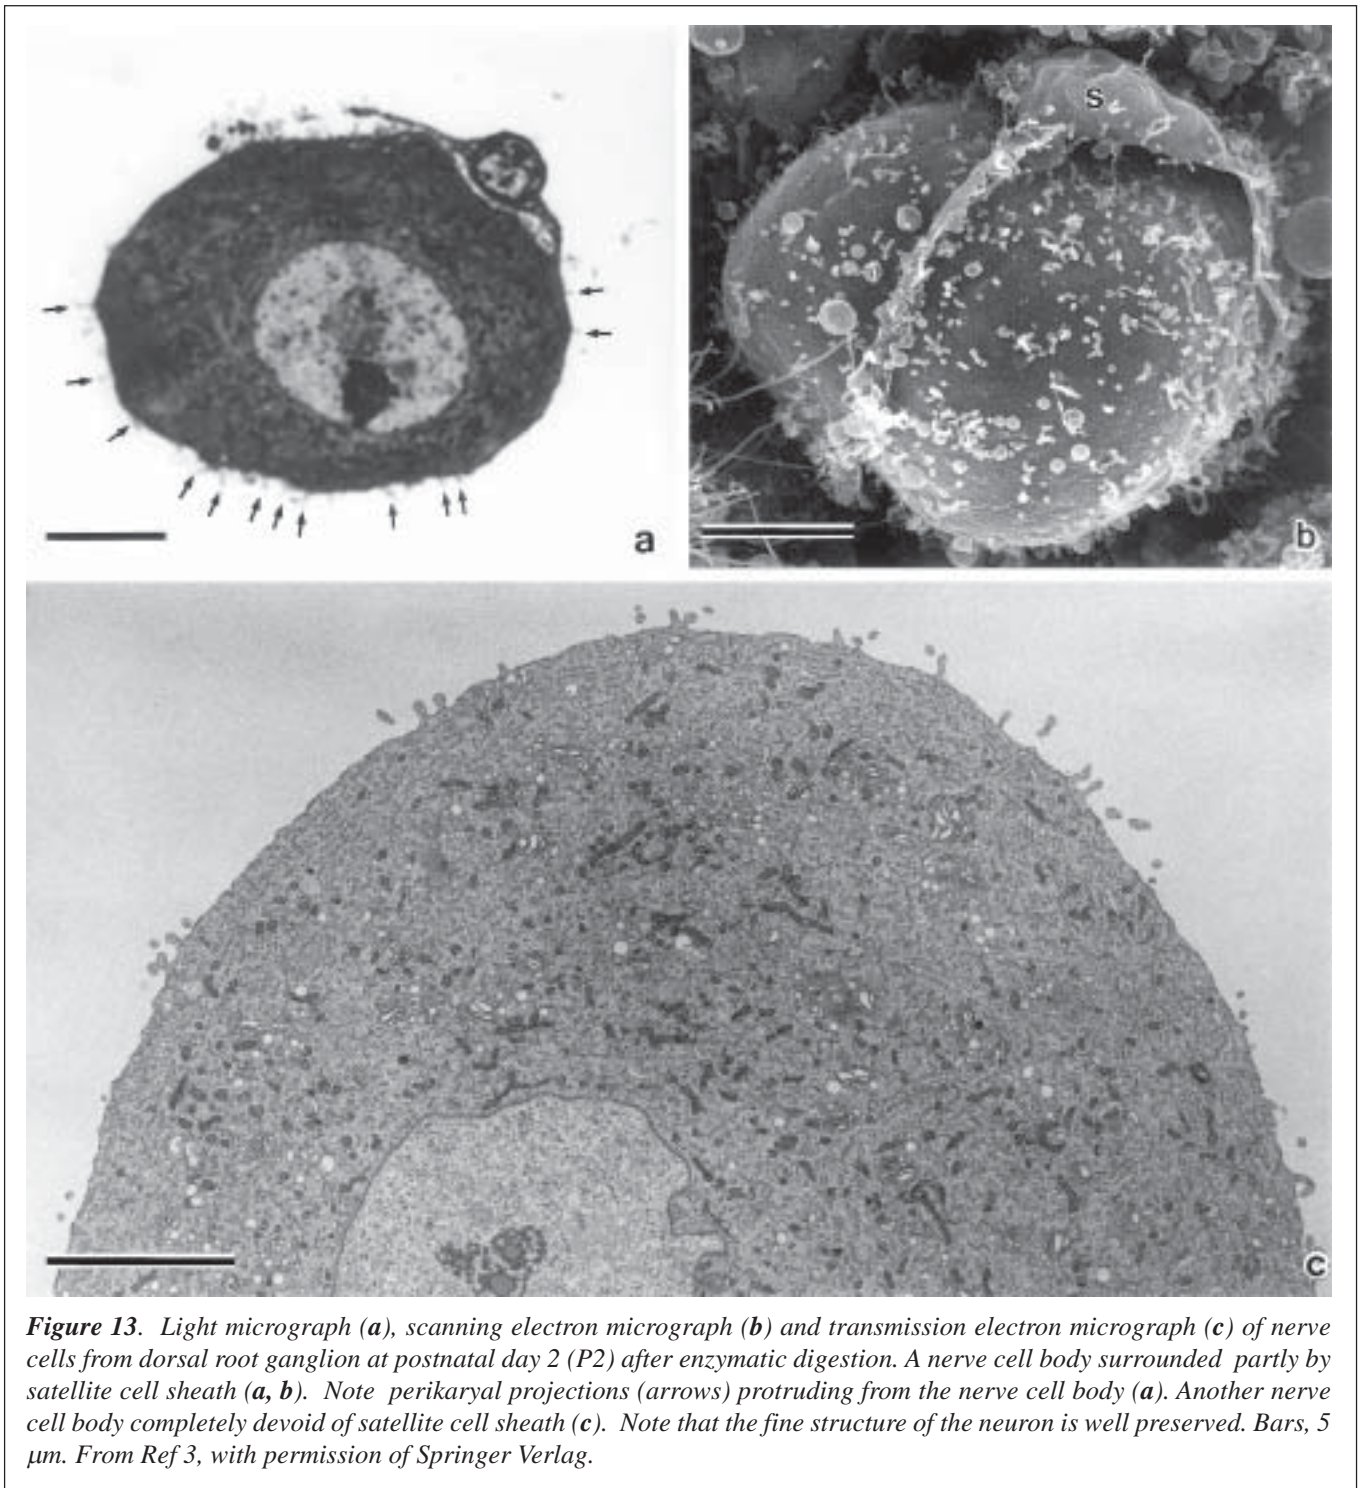 S
a
b
c
Figure 13. Light micrograph (a), scanning electron micrograph (b) and transmission electron micrograph (c) of nerve
cells from dorsal root ganglion at postnatal day 2 (P2) after enzymatic digestion. A nerve cell body surrounded partly by
satellite cell sheath (a, b). Note perikaryal projections (arrows) protruding from the nerve cell body (a). Another nerve
cell body completely devoid of satellite cell sheath (c). Note that the fine structure of the neuron is well preserved. Bars, 5
μm. From Ref 3, with permission of Springer Verlag.